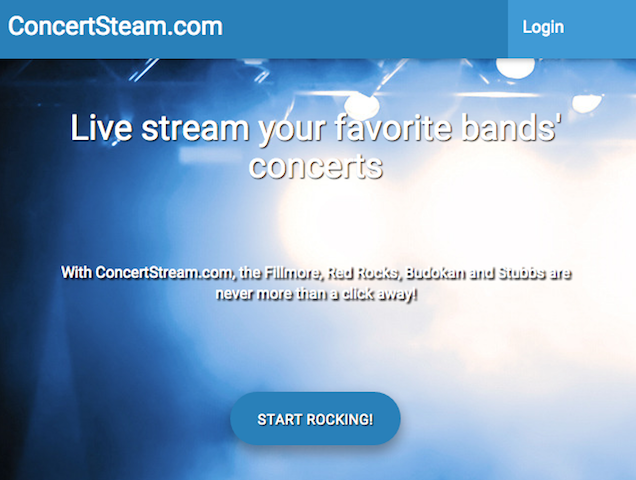 ConcertSteam.com
Login
Live stream your favorite bands'
concerts
With ConcertStream.com, the Fillmore, Red Rocks, Budokan and Stubbs are
never more than a click away!
START ROCKING!